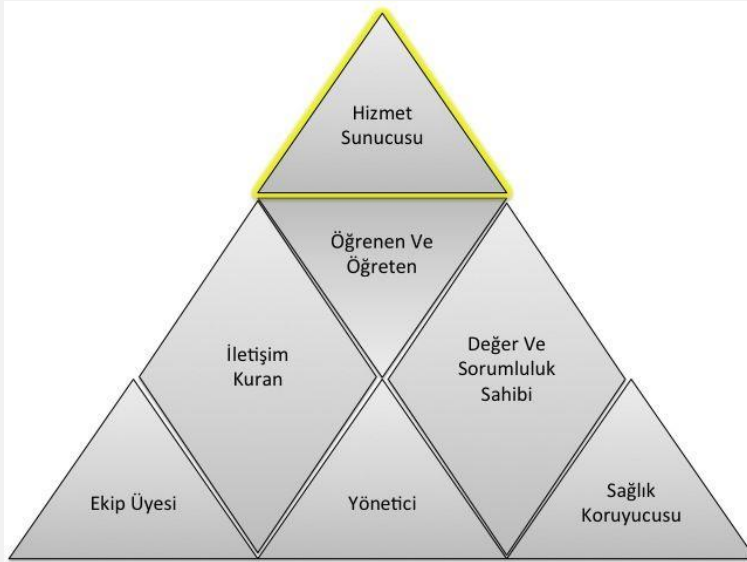 Hizmet
Sunucusu
Öğrenen Ve
Öğreten
İletişim
Kuran
Değer Ve
Sorumluluk
Sahibi
Ekip Üyesi
Yönetici
Sağlık
Koruyucusu